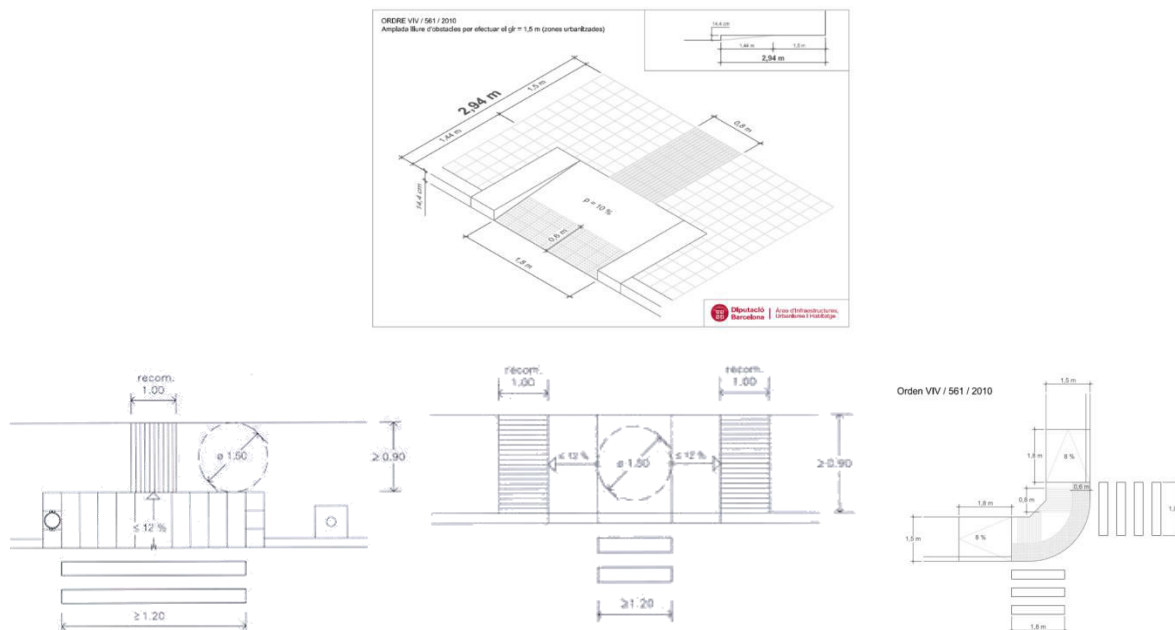 ORDRE VIV / 561 / 2010
Amplada lliure d'obstacles per efectuar el gir = 1,5 m (zones urbanitzades)
14,4 cm
1,44 m
1,5 m
2,94 m
2,94 m
1,5 m
1,44 m
0,8 m
14,4 cm
p = 10 %
0,6 m
1,8 m
Diputació
Barcelona
Àrea d'Infraestructures,
Urbanisme i Habitatge
recom.
1.00
≥ 0.90
ø 1.50
≤ 12 %
≥ 1.20
recom.
1.00
recom.
1.00
≤ 12 %
ø 1.50
≤ 12 %
≥ 0.90
≥ 1.20
Orden VIV / 561 / 2010
1,5 m
1,8 m
8 %
0,6 m
0,8 m
1,8 m
1,5 m
8 %
1,8 m